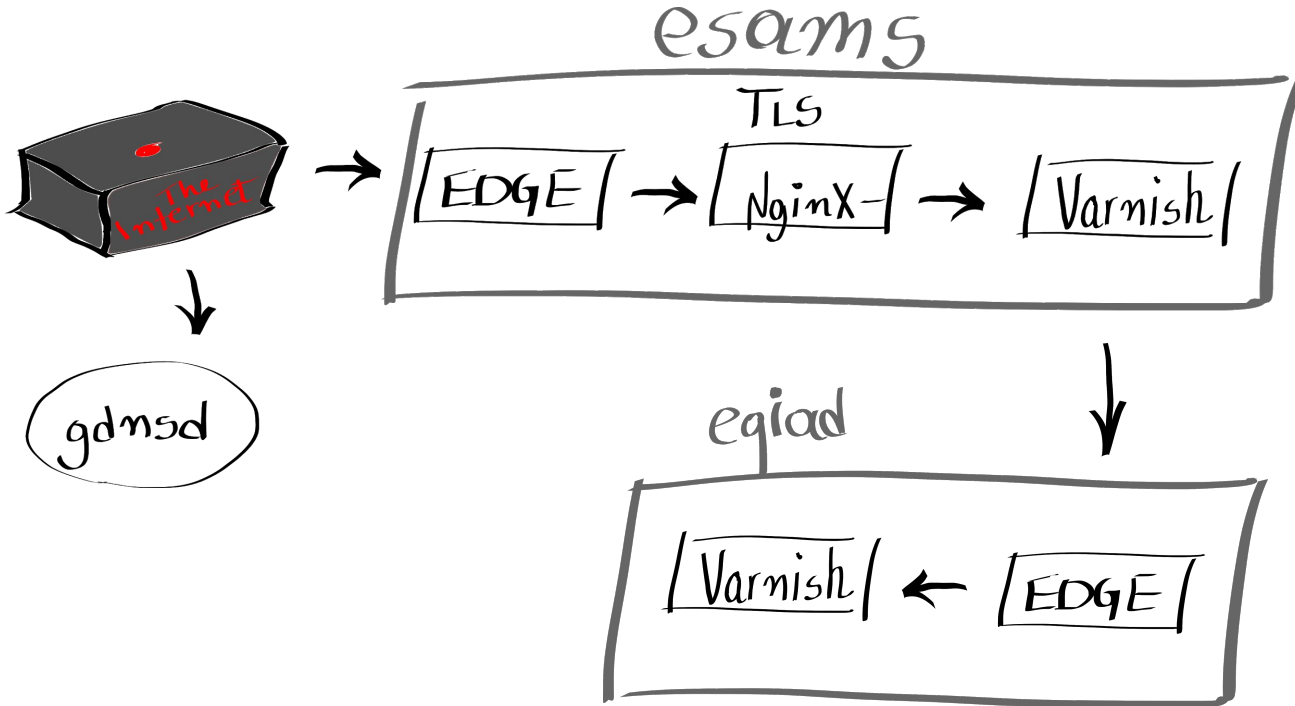 esams
TLS
The
Internet
EDGE
Nginx-
Varnish
gdnsd
eqiad
Varnish
EDGE